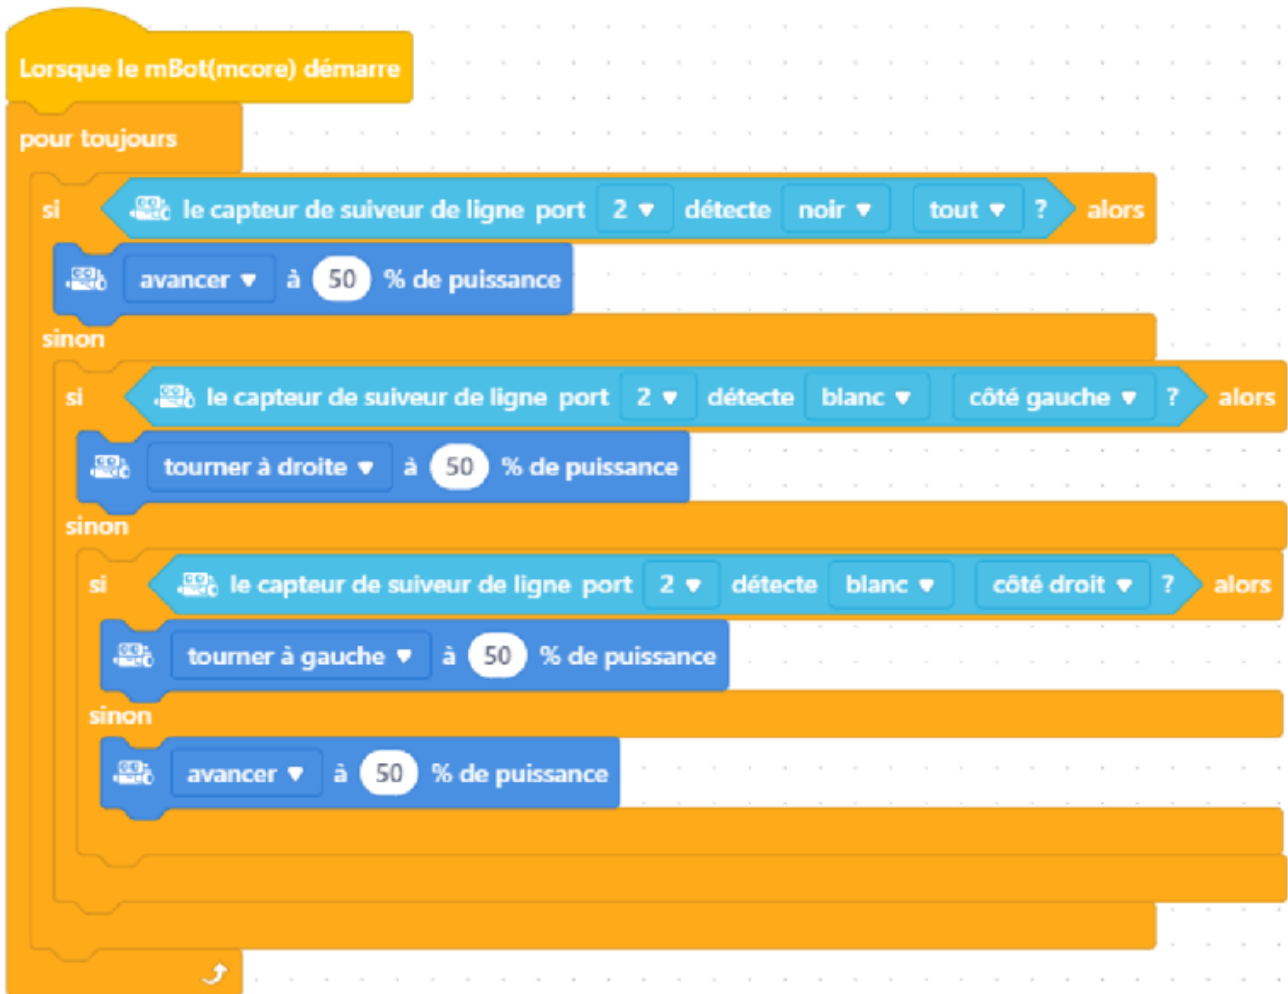 Lorsque le mBot(mcore) démarre
pour toujours
si le capteur de suiveur de ligne port 2 détecte noir tout ? alors
avancer à 50 % de puissance
sinon
si le capteur de suiveur de ligne port 2 détecte blanc côté gauche ? alors
tourner à droite à 50 % de puissance
sinon
si le capteur de suiveur de ligne port 2 détecte blanc côté droit ? alors
tourner à gauche à 50 % de puissance
sinon
avancer à 50 % de puissance